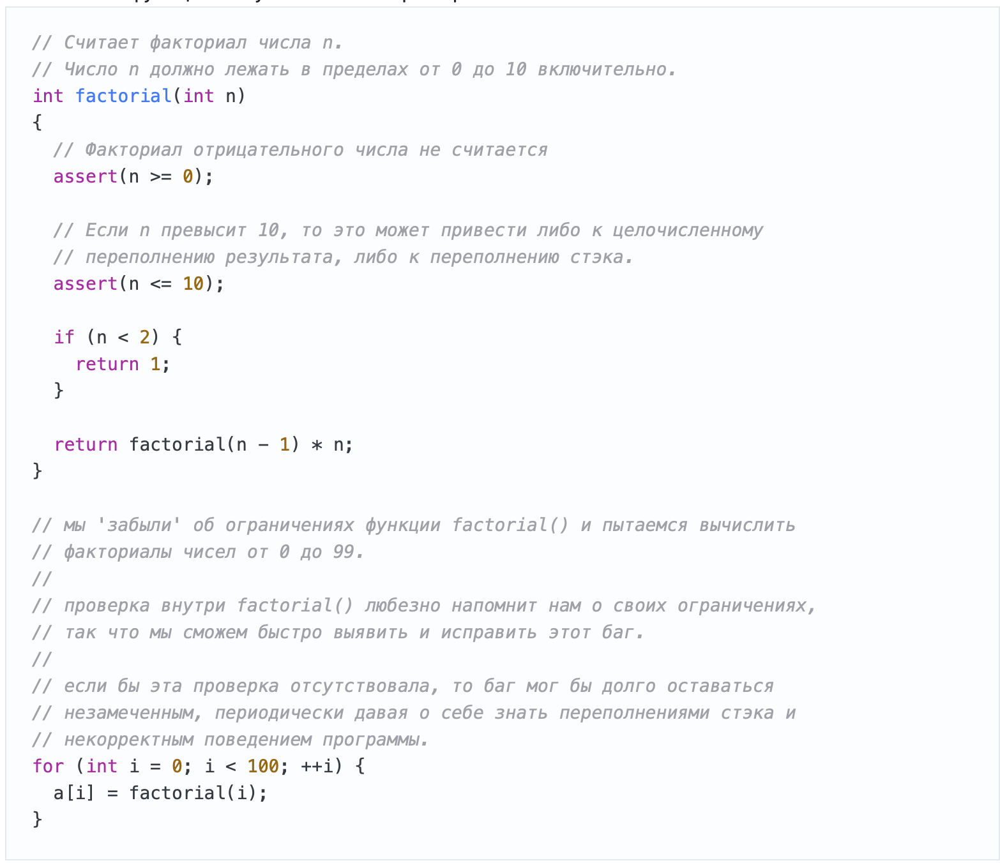 // Считает факториал числа n.
// Число n должно лежать в пределах от 0 до 10 включительно.
int factorial(int n)
{
  // Факториал отрицательного числа не считается
  assert(n >= 0);

  // Если n превысит 10, то это может привести либо к целочисленному
  // переполнению результата, либо к переполнению стэка.
  assert(n <= 10);

  if (n < 2) {
    return 1;
  }

  return factorial(n - 1) * n;
}

// мы 'забыли' об ограничениях функции factorial() и пытаемся вычислить
// факториалы чисел от 0 до 99.
//
// проверка внутри factorial() любезно напомнит нам о своих ограничениях,
// так что мы сможем быстро выявить и исправить этот баг.
//
// если бы эта проверка отсутствовала, то баг мог бы долго оставаться
// незамеченным, периодически давая о себе знать переполнениями стэка и
// некорректным поведением программы.
for (int i = 0; i < 100; ++i) {
  a[i] = factorial(i);
}